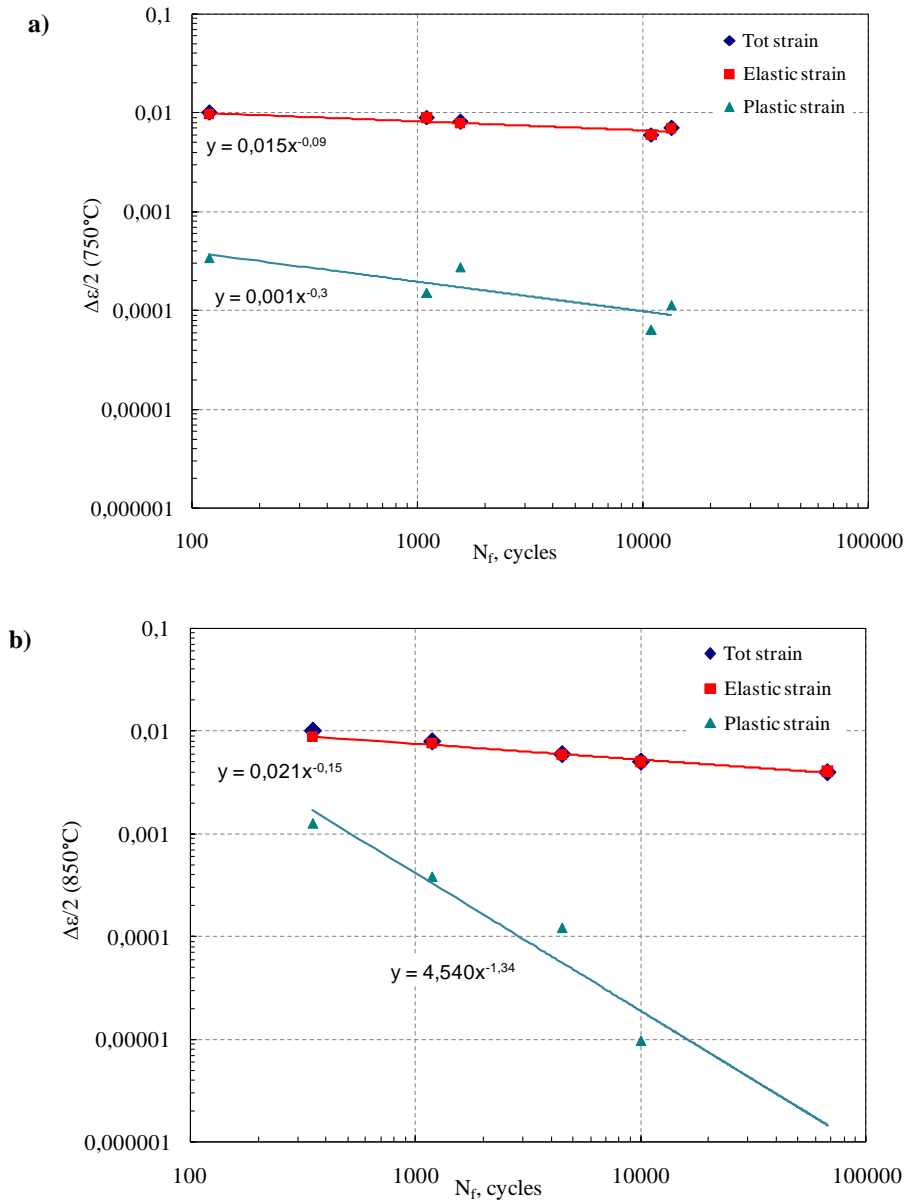 a)
0,1
0,01
0,001
0,0001
0,00001
0,000001
Δε/2 (750°C)
Tot strain
Elastic strain
Plastic strain
y = 0,015x^-0,09
y = 0,001x^-0,3
100 1000 10000 100000
Nf, cycles
b)
0,1
0,01
0,001
0,0001
0,00001
0,000001
Δε/2 (850°C)
Tot strain
Elastic strain
Plastic strain
y = 0,021x^-0,15
y = 4,540x^-1,34
100 1000 10000 100000
Nf, cycles